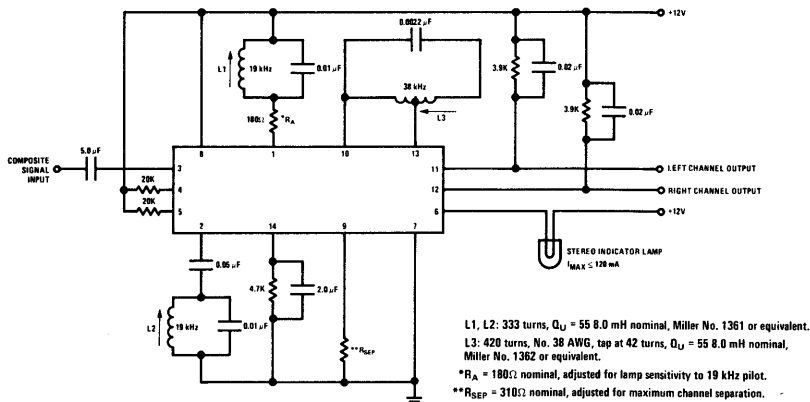 +12V
0.0022 µF
L1
19 kHz
0.01 µF
38 kHz
L3
3.9K
0.02 µF
3.9K
0.02 µF
180Ω
*RA
5.0 µF
COMPOSITE
SIGNAL
INPUT
8
1
10
13
3
11
LEFT CHANNEL OUTPUT
20K
4
12
RIGHT CHANNEL OUTPUT
20K
5
6
+12V
2
14
9
7
STEREO INDICATOR LAMP
IMAX ≤ 120 mA
0.05 µF
4.7K
2.0 µF
L2
19 kHz
0.01 µF
**RSEP
L1, L2: 333 turns, QU = 55 8.0 mH nominal, Miller No. 1361 or equivalent.
L3: 420 turns, No. 38 AWG, tap at 42 turns, QU = 55 8.0 mH nominal,
Miller No. 1362 or equivalent.
*RA = 180Ω nominal, adjusted for lamp sensitivity to 19 kHz pilot.
**RSEP = 310Ω nominal, adjusted for maximum channel separation.